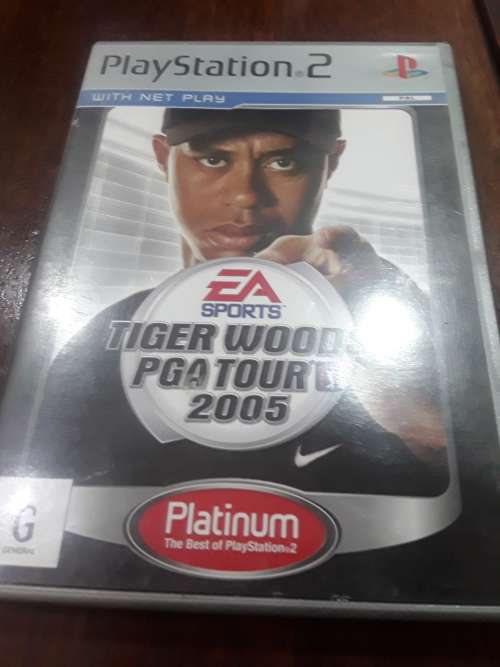 PlayStation®2
WITH NET PLAY
PAL
EA
SPORTS™
TIGER WOODS
PGA TOUR
2005
G
GENERAL
Platinum
The Best of PlayStation®2